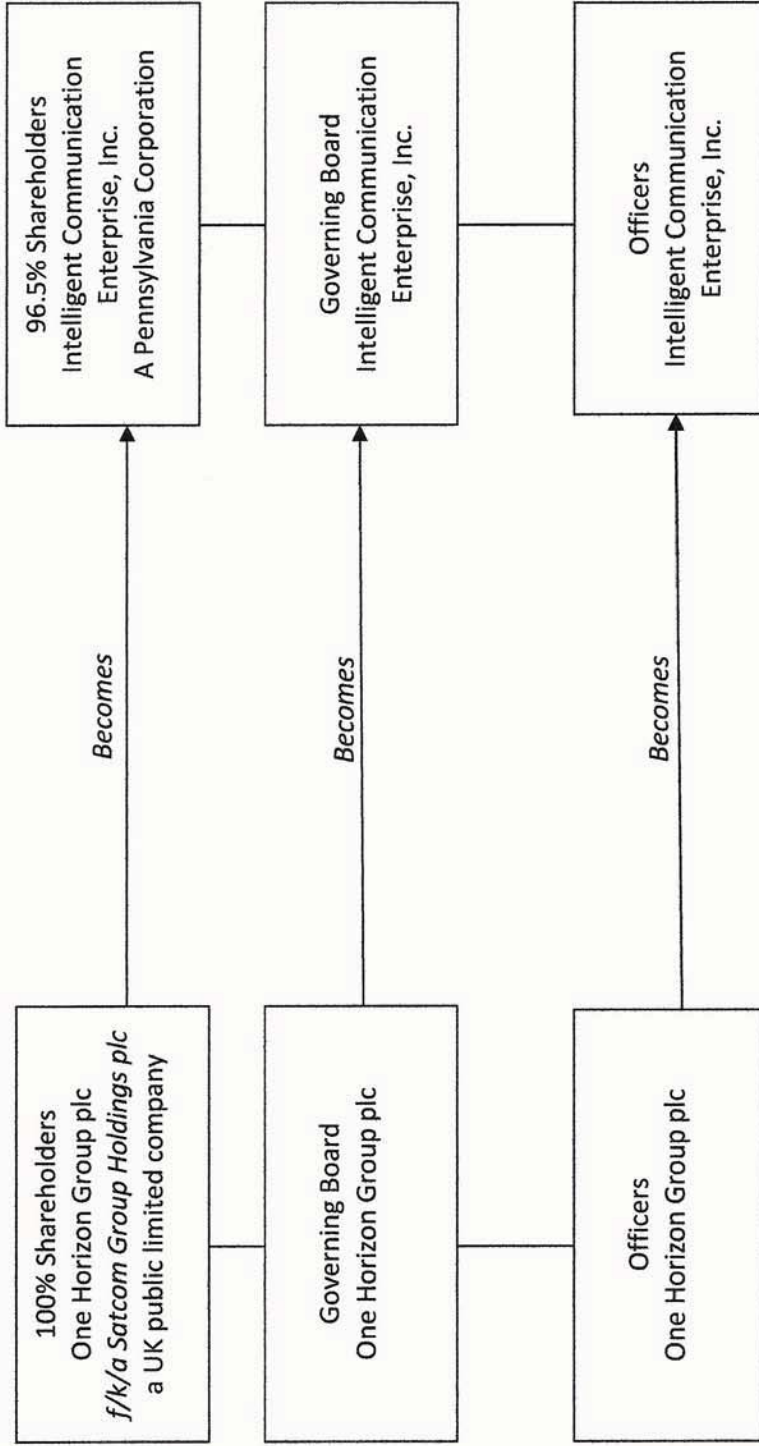 100% Shareholders
One Horizon Group plc
f/k/a Satcom Group Holdings plc
a UK public limited company
Becomes
96.5% Shareholders
Intelligent Communication
Enterprise, Inc.
A Pennsylvania Corporation
Governing Board
One Horizon Group plc
Becomes
Governing Board
Intelligent Communication
Enterprise, Inc.
Officers
One Horizon Group plc
Becomes
Officers
Intelligent Communication
Enterprise, Inc.